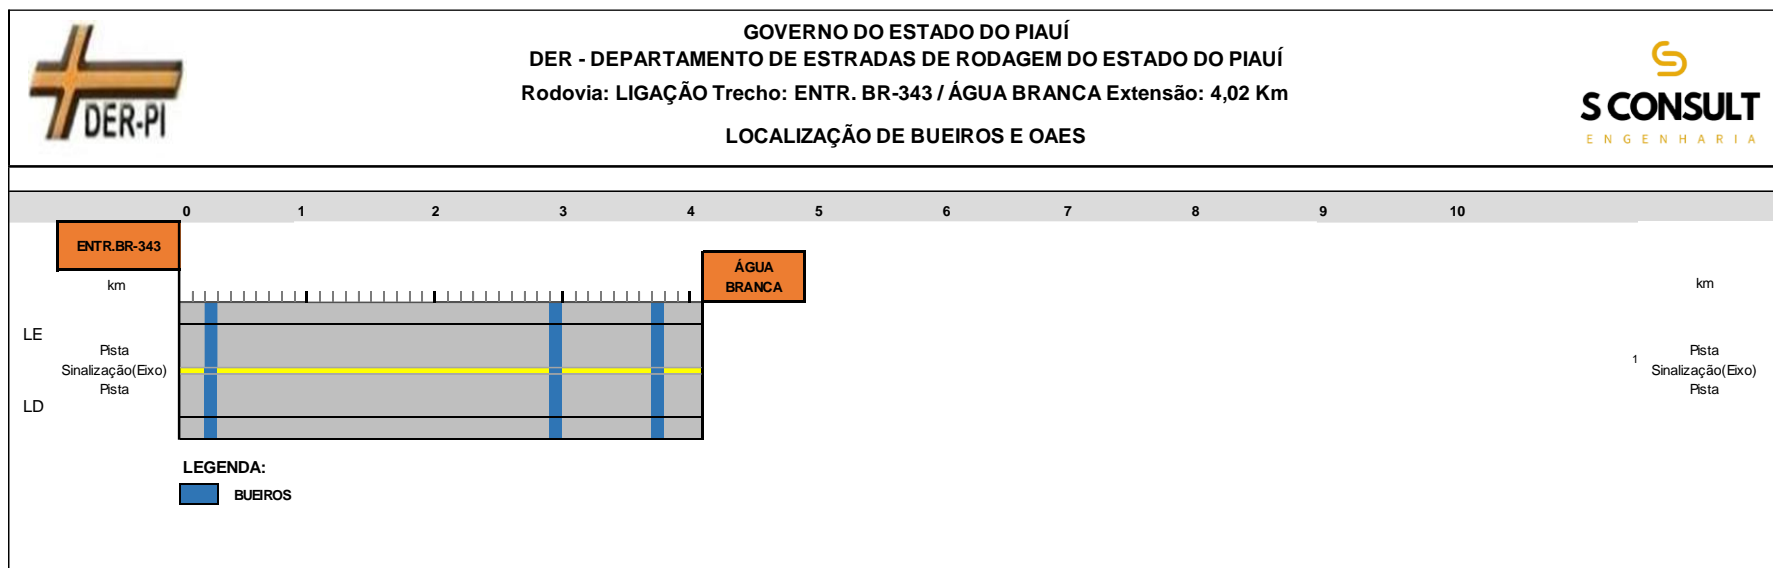 GOVERNO DO ESTADO DO PIAUÍ
DER - DEPARTAMENTO DE ESTRADAS DE RODAGEM DO ESTADO DO PIAUÍ
Rodovia: LIGAÇÃO Trecho: ENTR. BR-343 / ÁGUA BRANCA Extensão: 4,02 Km
LOCALIZAÇÃO DE BUEIROS E OAES
DER-PI
S CONSULT
ENGENHARIA
0 1 2 3 4 5 6 7 8 9 10
ENTR.BR-343
ÁGUA
BRANCA
km
km
LE
Pista
Sinalização(Eixo)
Pista
LD
1
Pista
Sinalização(Eixo)
Pista
LEGENDA:
BUEIROS